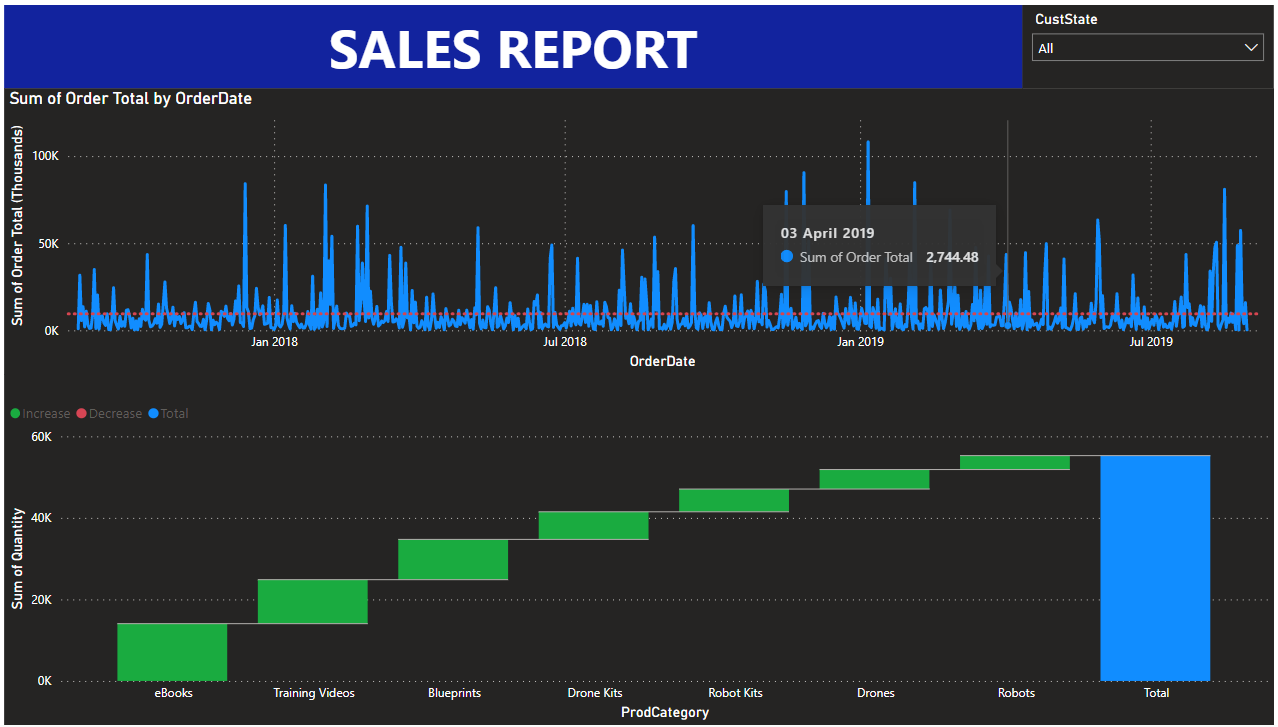 SALES REPORT
CustState
All
Sum of Order Total by OrderDate
Sum of Order Total (Thousands)
100K
50K
0K
03 April 2019
Sum of Order Total 2,744.48
Jan 2018 Jul 2018 Jan 2019 Jul 2019
OrderDate
Increase Decrease Total
Sum of Quantity
60K
40K
20K
0K
eBooks Training Videos Blueprints Drone Kits Robot Kits Drones Robots Total
ProdCategory